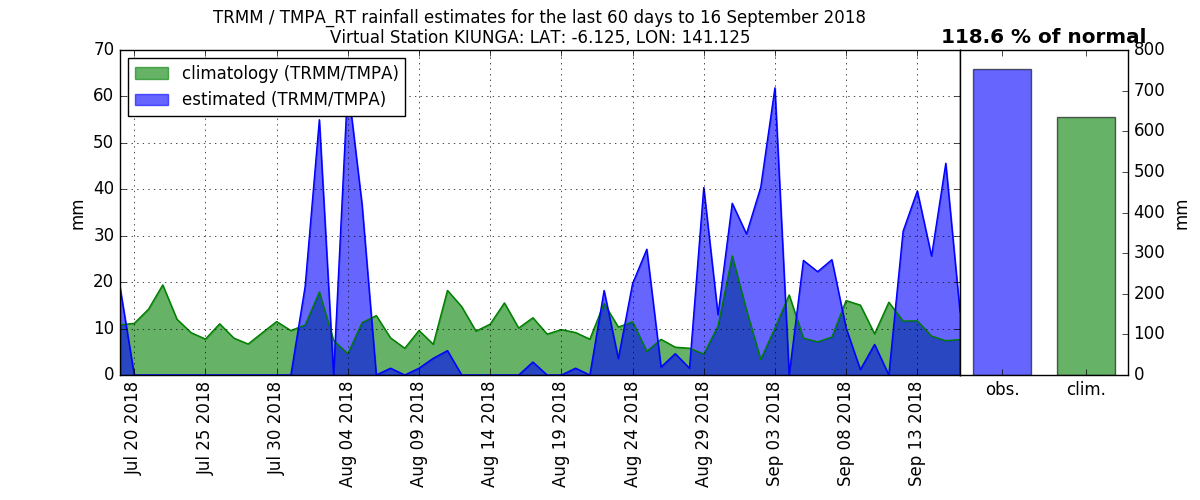 TRMM / TMPA_RT rainfall estimates for the last 60 days to 16 September 2018
Virtual Station KIUNGA: LAT: -6.125, LON: 141.125
118.6 % of normal
climatology (TRMM/TMPA)
estimated (TRMM/TMPA)
70
60
50
40
30
20
10
0
mm
Jul 20 2018
Jul 25 2018
Jul 30 2018
Aug 04 2018
Aug 09 2018
Aug 14 2018
Aug 19 2018
Aug 24 2018
Aug 29 2018
Sep 03 2018
Sep 08 2018
Sep 13 2018
obs.
clim.
800
700
600
500
400
300
200
100
0
mm